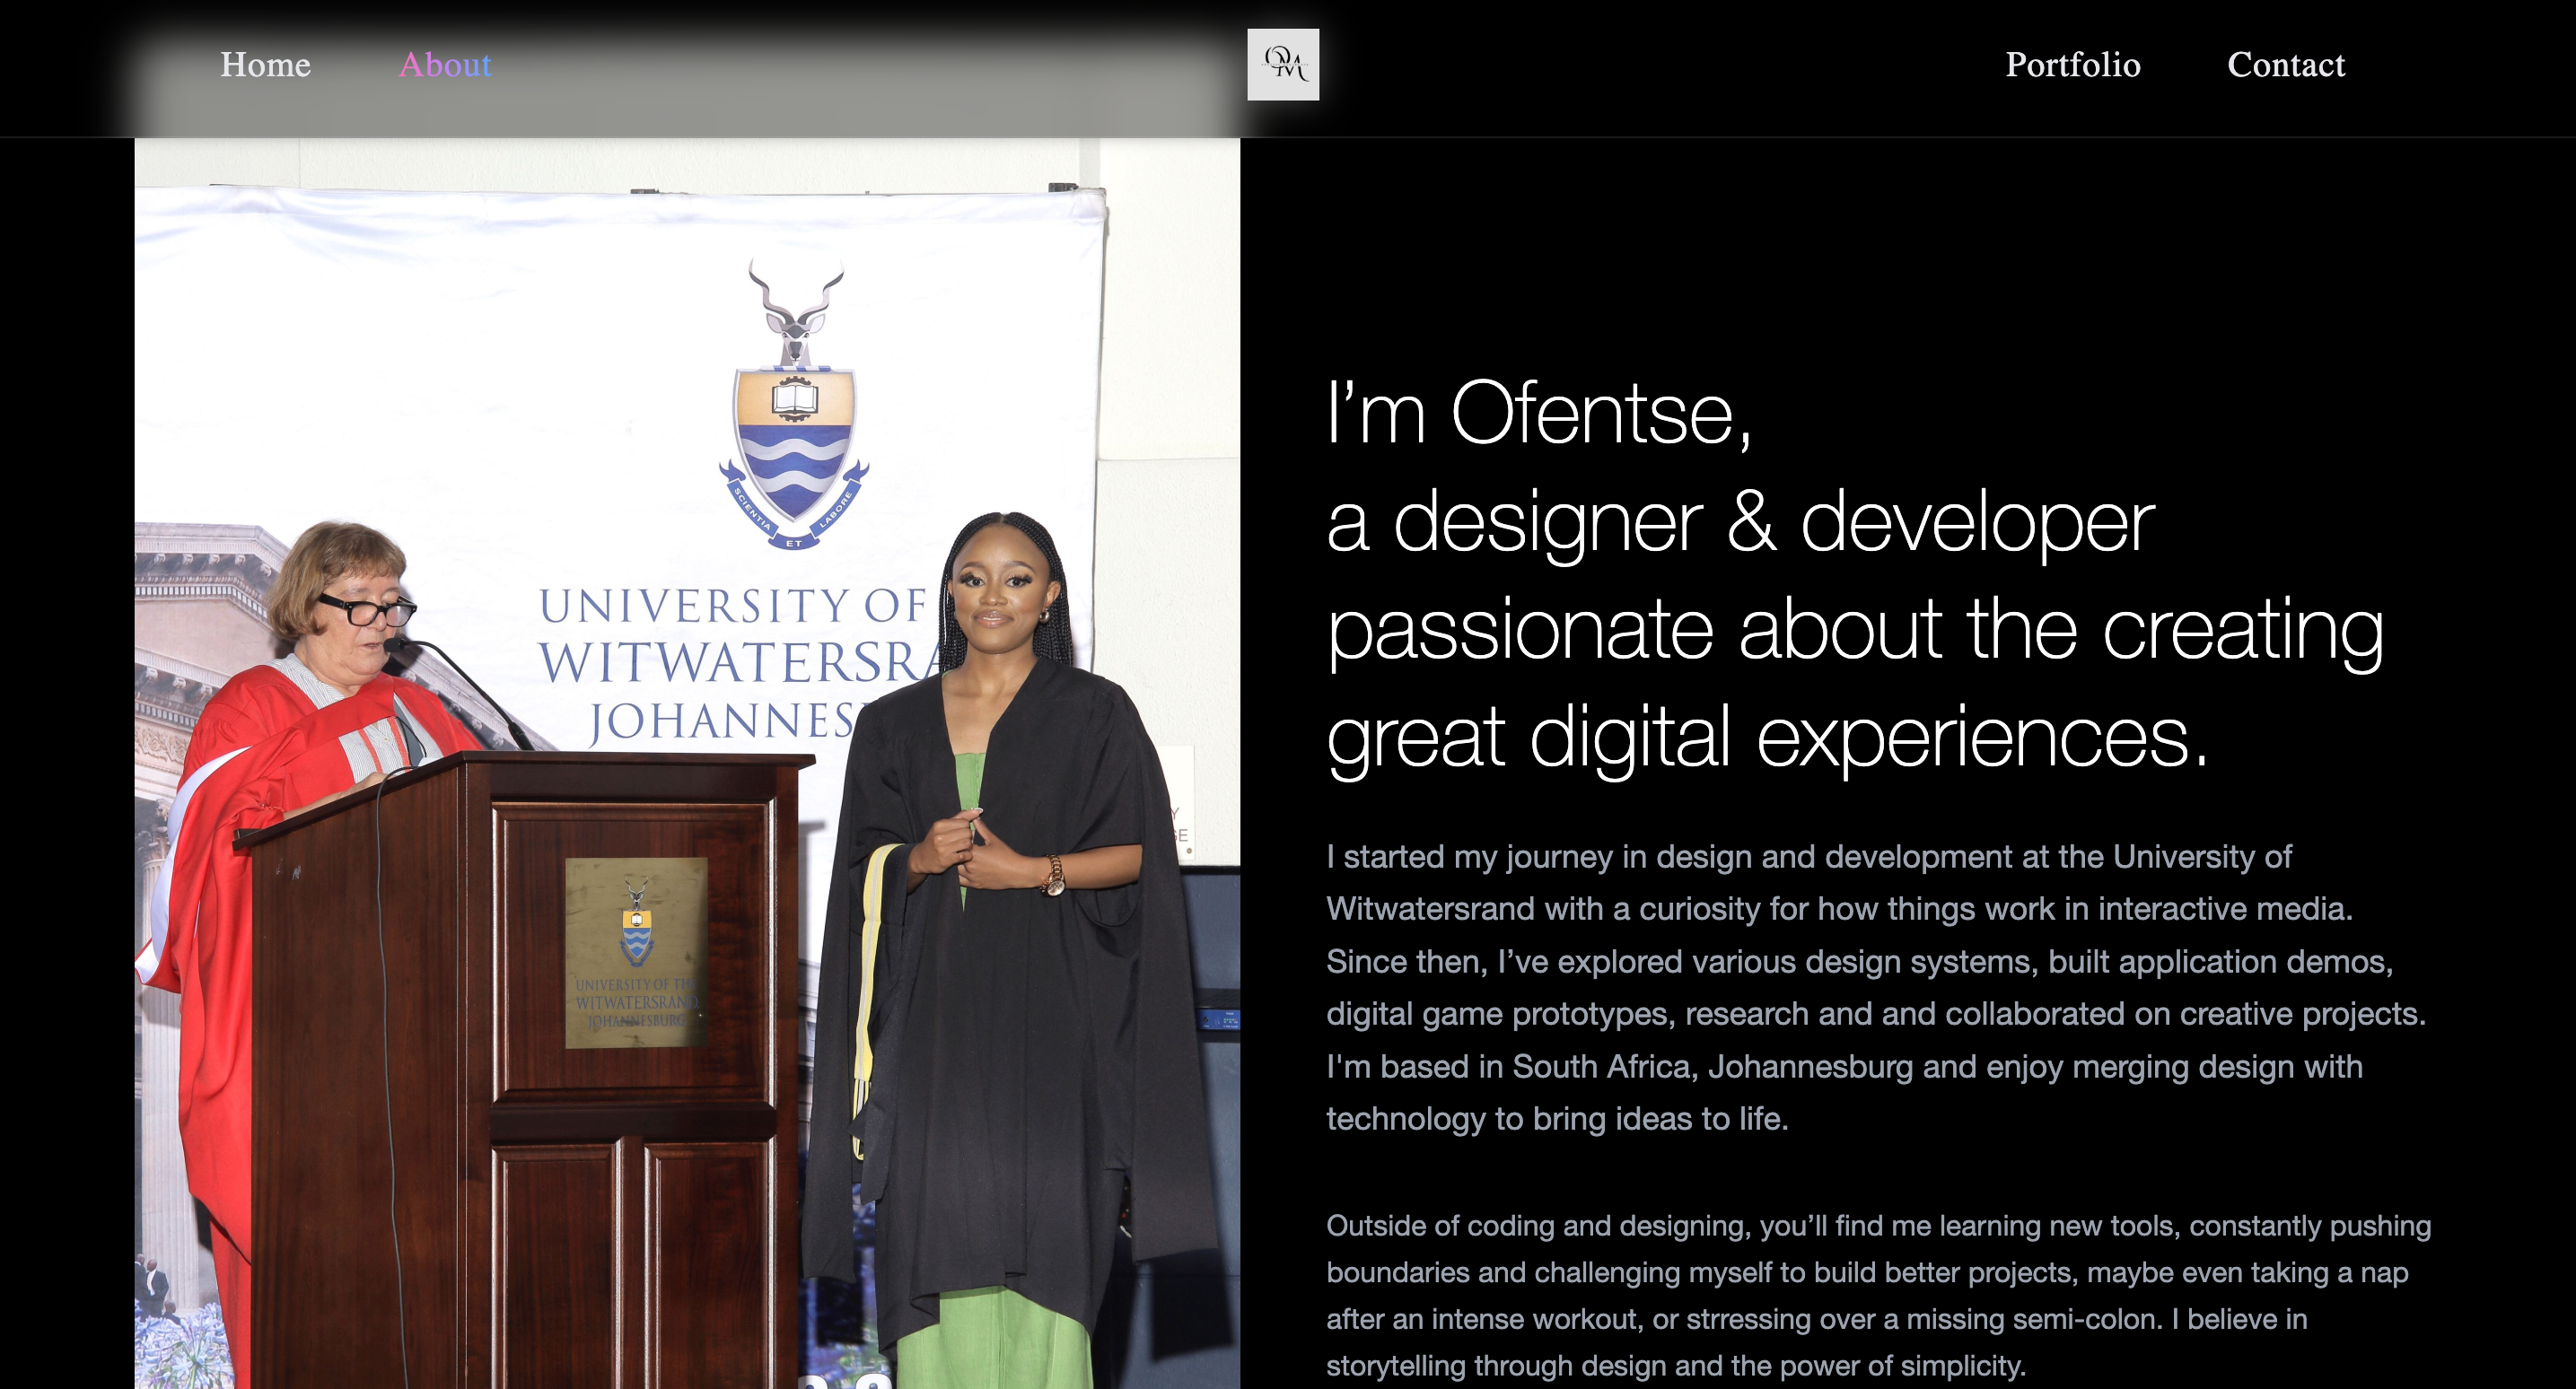 Home
About
OM
Portfolio
Contact
SCIENTIA
ET
LABORE
UNIVERSITY OF
WITWATERSRA
JOHANNES
UNIVERSITY OF THE
WITWATERSRAND,
JOHANNESBURG
I’m Ofentse,
a designer & developer
passionate about the creating
great digital experiences.
I started my journey in design and development at the University of
Witwatersrand with a curiosity for how things work in interactive media.
Since then, I’ve explored various design systems, built application demos,
digital game prototypes, research and and collaborated on creative projects.
I'm based in South Africa, Johannesburg and enjoy merging design with
technology to bring ideas to life.
Outside of coding and designing, you’ll find me learning new tools, constantly pushing
boundaries and challenging myself to build better projects, maybe even taking a nap
after an intense workout, or strressing over a missing semi-colon. I believe in
storytelling through design and the power of simplicity.